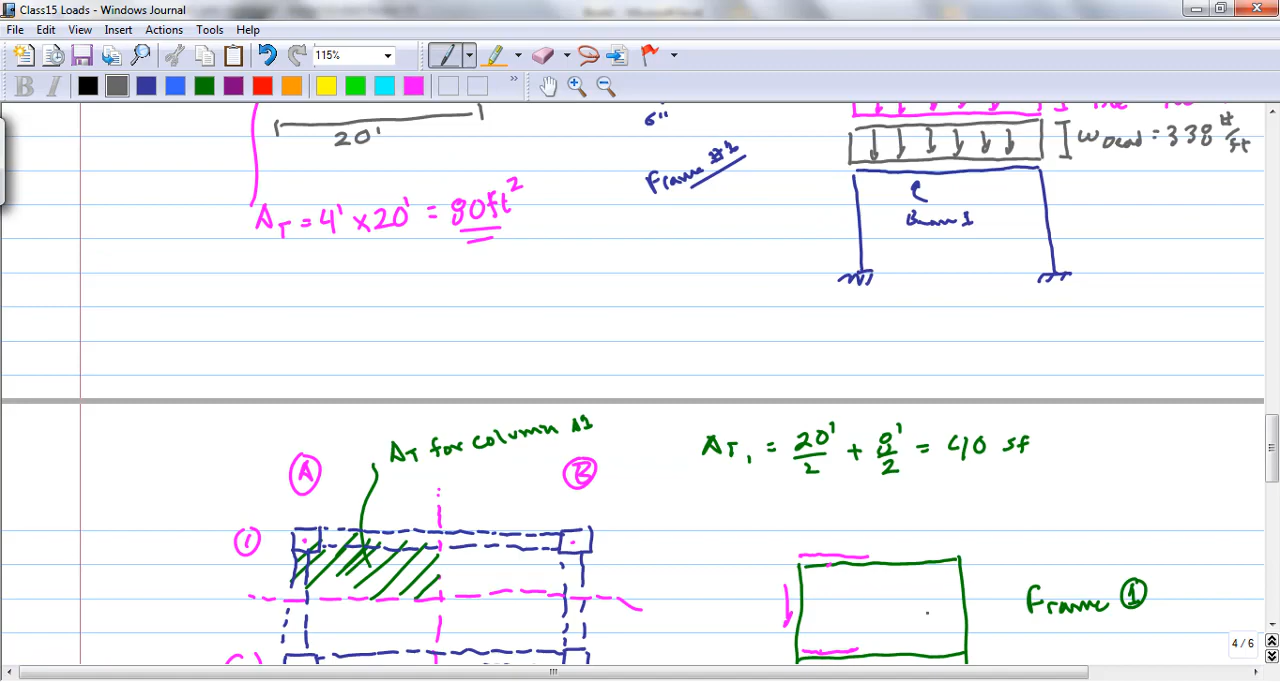 Class15 Loads - Windows Journal
File Edit View Insert Actions Tools Help
115%
B I
20'
6"
Frame #1
A_T = 4' x 20' = 80ft²
w_Dead = 338 #/ft
Beam 1
A_T for column A1
A_T1 = 20'/2 + 8'/2 = 40 sf
A
B
1
Frame 1
4 / 6